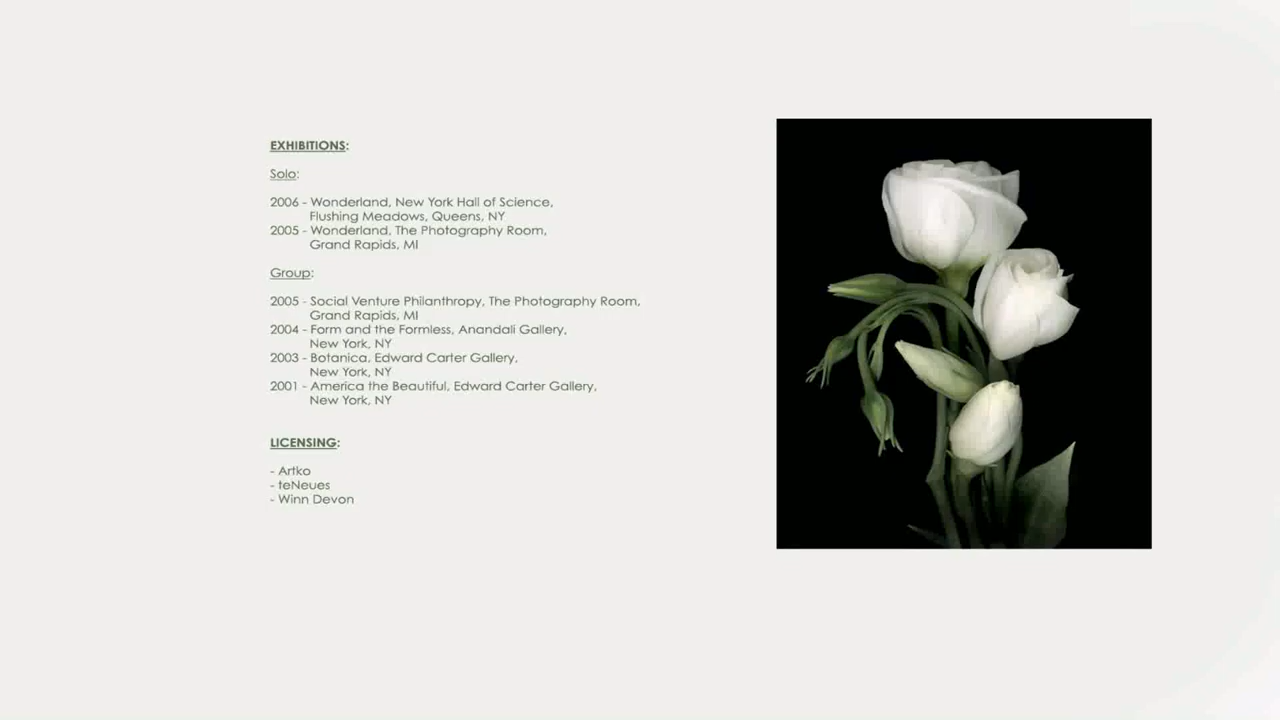 EXHIBITIONS:
Solo:
2006 - Wonderland, New York Hall of Science,
Flushing Meadows, Queens, NY
2005 - Wonderland, The Photography Room,
Grand Rapids, MI
Group:
2005 - Social Venture Philanthropy, The Photography Room,
Grand Rapids, MI
2004 - Form and the Formless, Anandali Gallery,
New York, NY
2003 - Botanica, Edward Carter Gallery,
New York, NY
2001 - America the Beautiful, Edward Carter Gallery,
New York, NY
LICENSING:
- Artko
- teNeues
- Winn Devon